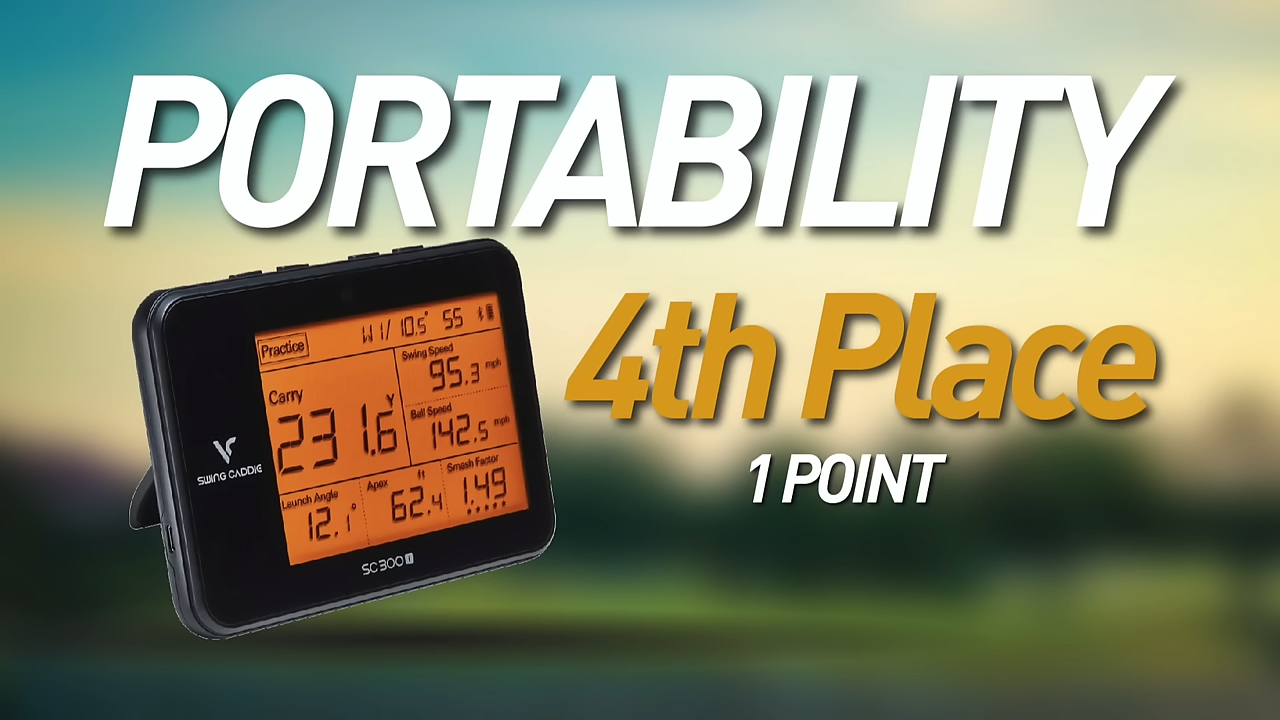 PORTABILITY
4th Place
1 POINT
Practice
W1/10.5° 55
Swing Speed
95.3 mph
Carry
231.6 Y
Ball Speed
142.5 mph
Launch Angle
12.1°
Apex
ft
62.4
Smash Factor
1.49
SWING CADDIE
SC300i